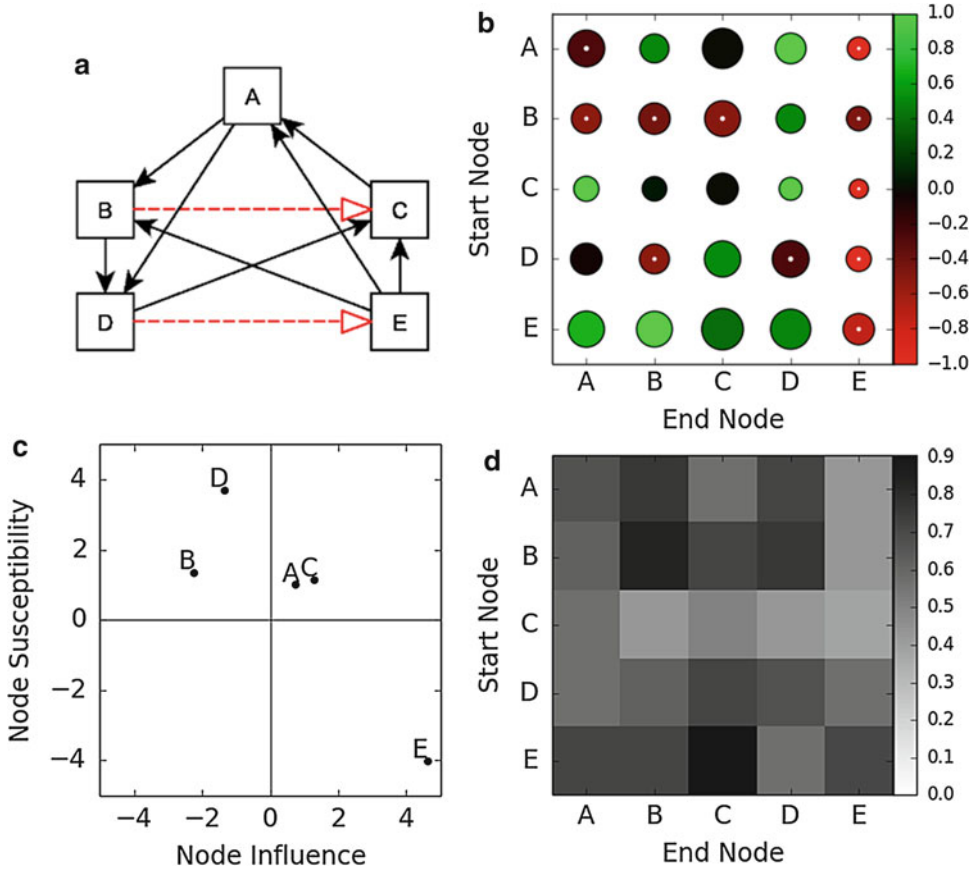 a
A
B
C
D
E
b
Start Node
A
B
C
D
E
A B C D E
End Node
1.0
0.8
0.6
0.4
0.2
0.0
−0.2
−0.4
−0.6
−0.8
−1.0
c
Node Susceptibility
4
2
0
−2
−4
D
B
A C
E
−4 −2 0 2 4
Node Influence
d
Start Node
A
B
C
D
E
A B C D E
End Node
0.9
0.8
0.7
0.6
0.5
0.4
0.3
0.2
0.1
0.0